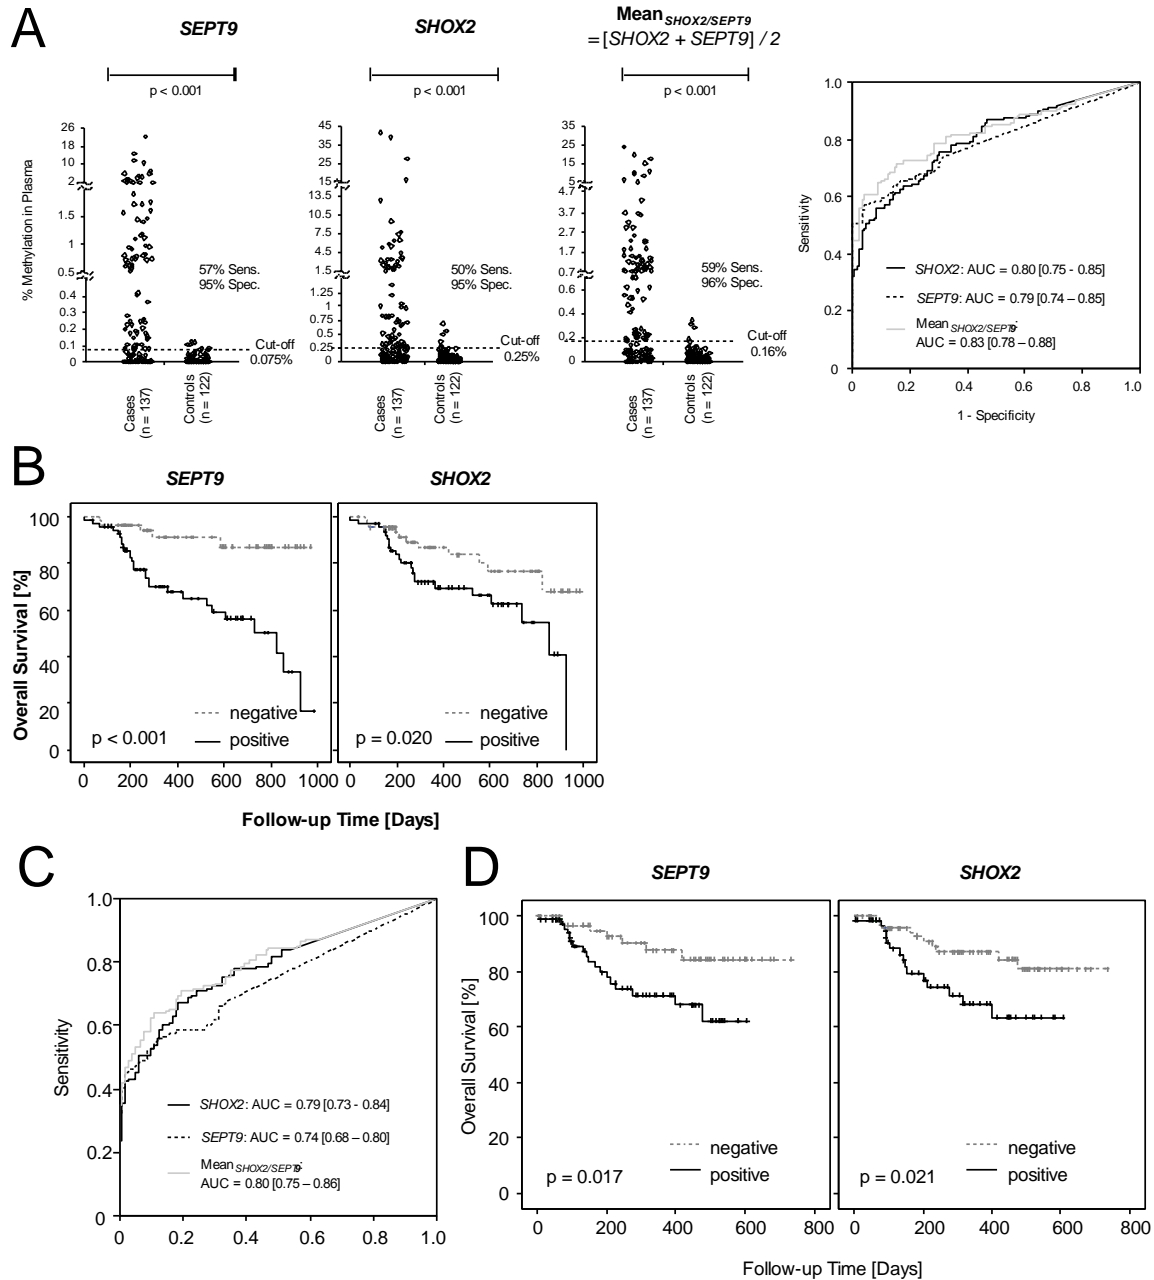 A
SEPT9
SHOX2
Mean SHOX2/SEPT9
= [SHOX2 + SEPT9] / 2
p < 0.001
p < 0.001
p < 0.001
% Methylation in Plasma
26
18
10
2
1.5
1
0.5
0.4
0.3
0.2
0.1
0
57% Sens.
95% Spec.
Cut-off
0.075%
Cases
(n = 137)
Controls
(n = 122)
45
35
25
15
13.5
10.5
7.5
4.5
1.5
1.25
1
0.75
0.5
0.25
0
50% Sens.
95% Spec.
Cut-off
0.25%
Cases
(n = 137)
Controls
(n = 122)
35
25
15
5
4.7
3.7
2.7
1.7
0.7
0.6
0.4
0.2
0
59% Sens.
96% Spec.
Cut-off
0.16%
Cases
(n = 137)
Controls
(n = 122)
Sensitivity
1.0
0.8
0.6
0.4
0.2
0
SHOX2: AUC = 0.80 [0.75 - 0.85]
SEPT9: AUC = 0.79 [0.74 – 0.85]
Mean SHOX2/SEPT9:
AUC = 0.83 [0.78 – 0.88]
0 0.2 0.4 0.6 0.8 1.0
1 - Specificity
B
SEPT9
SHOX2
Overall Survival [%]
100
80
60
40
20
0
negative
positive
p < 0.001
negative
positive
p = 0.020
0 200 400 600 800 1000
0 200 400 600 800 1000
Follow-up Time [Days]
C
Sensitivity
1.0
0.8
0.6
0.4
0.2
0
SHOX2: AUC = 0.79 [0.73 - 0.84]
SEPT9: AUC = 0.74 [0.68 – 0.80]
Mean SHOX2/SEPT9:
AUC = 0.80 [0.75 – 0.86]
0 0.2 0.4 0.6 0.8 1.0
D
SEPT9
SHOX2
Overall Survival [%]
100
80
60
40
20
0
negative
positive
p = 0.017
negative
positive
p = 0.021
0 200 400 600 800
0 200 400 600 800
Follow-up Time [Days]